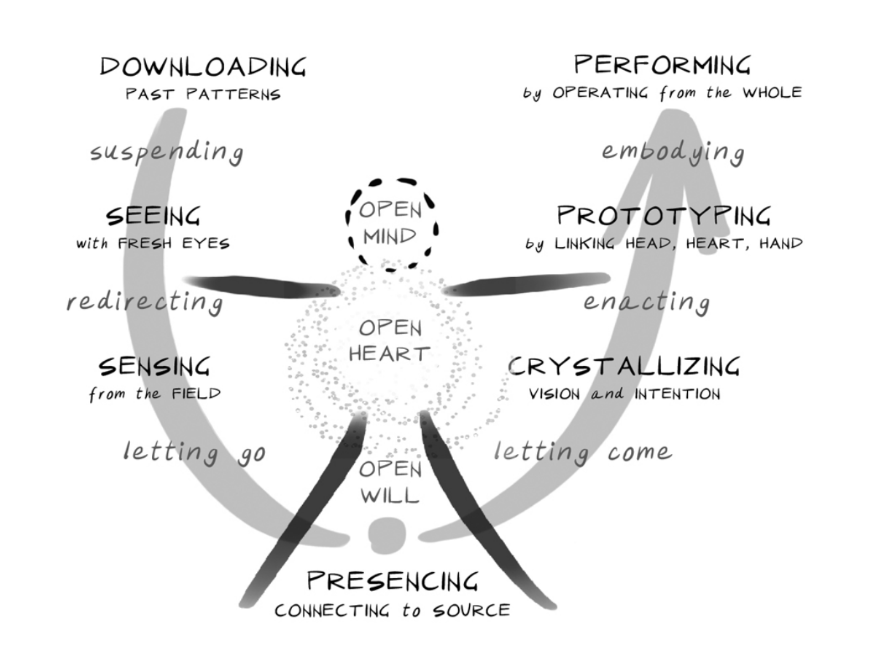 DOWNLOADING
PAST PATTERNS
suspending
SEEING
with FRESH EYES
redirecting
SENSING
from the FIELD
letting go
OPEN
MIND
OPEN
HEART
OPEN
WILL
PRESENCING
CONNECTING to SOURCE
PERFORMING
by OPERATING from the WHOLE
embodying
PROTOTYPING
by LINKING HEAD, HEART, HAND
enacting
CRYSTALLIZING
VISION and INTENTION
letting come